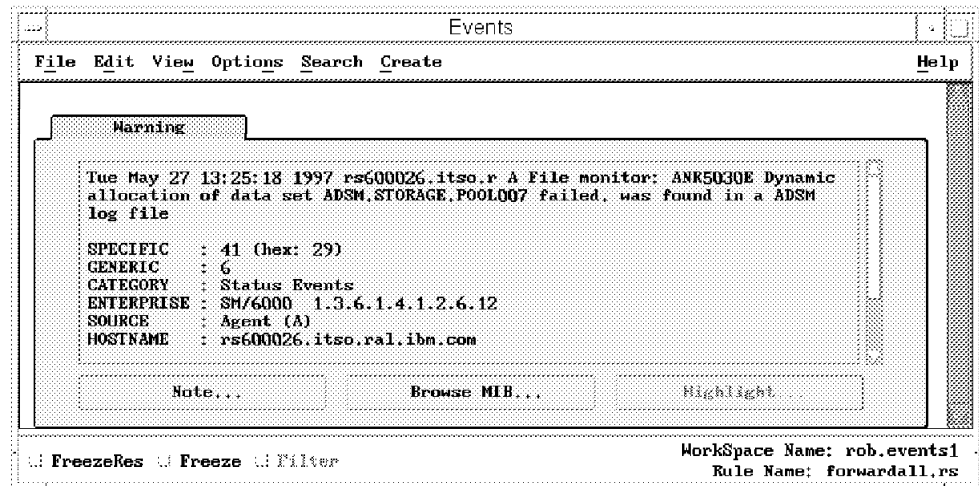 Events
File Edit View Options Search Create Help
Warning
Tue May 27 13:25:18 1997 rs600026.itso.r A File monitor: ANK5030E Dynamic
allocation of data set ADSM.STORAGE.POOL007 failed, was found in a ADSM
log file
SPECIFIC : 41 (hex: 29)
GENERIC : 6
CATEGORY : Status Events
ENTERPRISE : SM/6000 1.3.6.1.4.1.2.6.12
SOURCE : Agent (A)
HOSTNAME : rs600026.itso.ral.ibm.com
Note... Browse MIB... Highlight...
FreezeRes Freeze Filter
WorkSpace Name: rob.events1
Rule Name: forwardall.rs